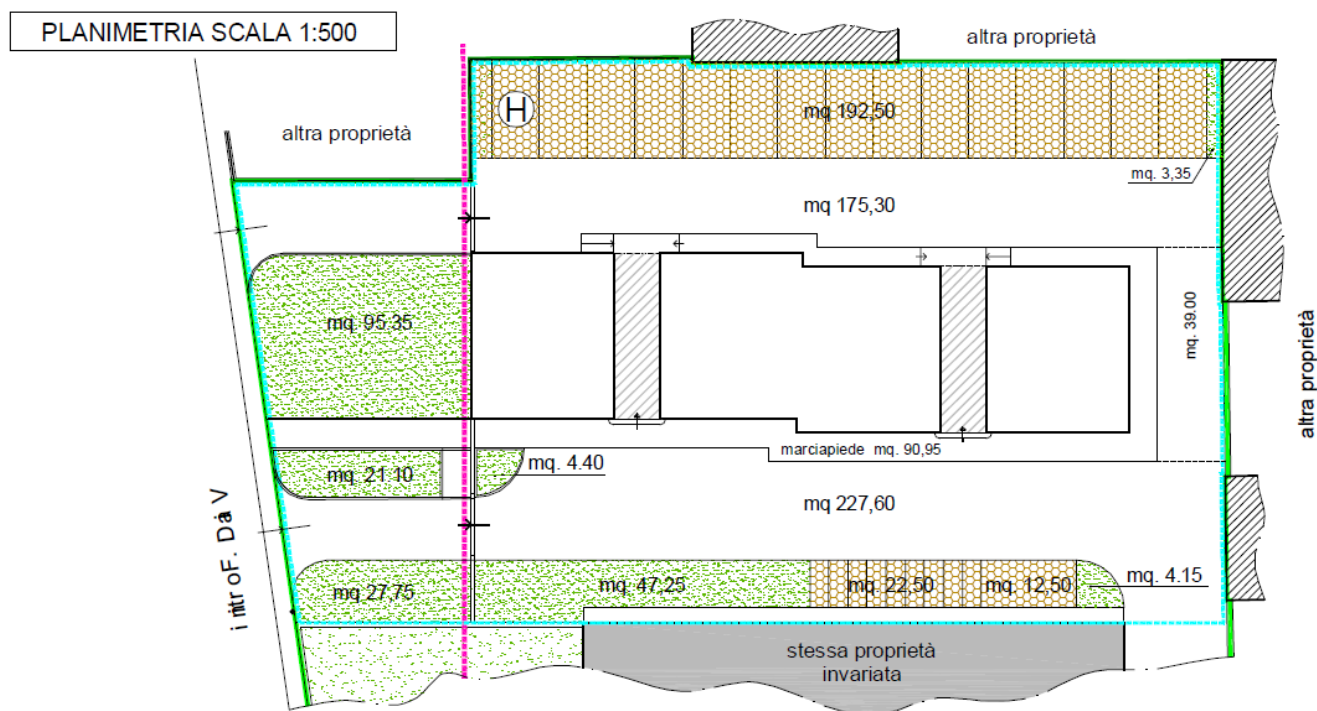 PLANIMETRIA SCALA 1:500
altra proprietà
altra proprietà
H
mq 192,50
mq. 3,35
mq 175,30
mq. 95.35
mq. 39.00
altra proprietà
marciapiede mq. 90,95
mq. 21.10
mq. 4.40
mq 227,60
mq 27,75
mq. 47,25
mq. 22,50
mq. 12,50
mq. 4.15
stessa proprietà
invariata